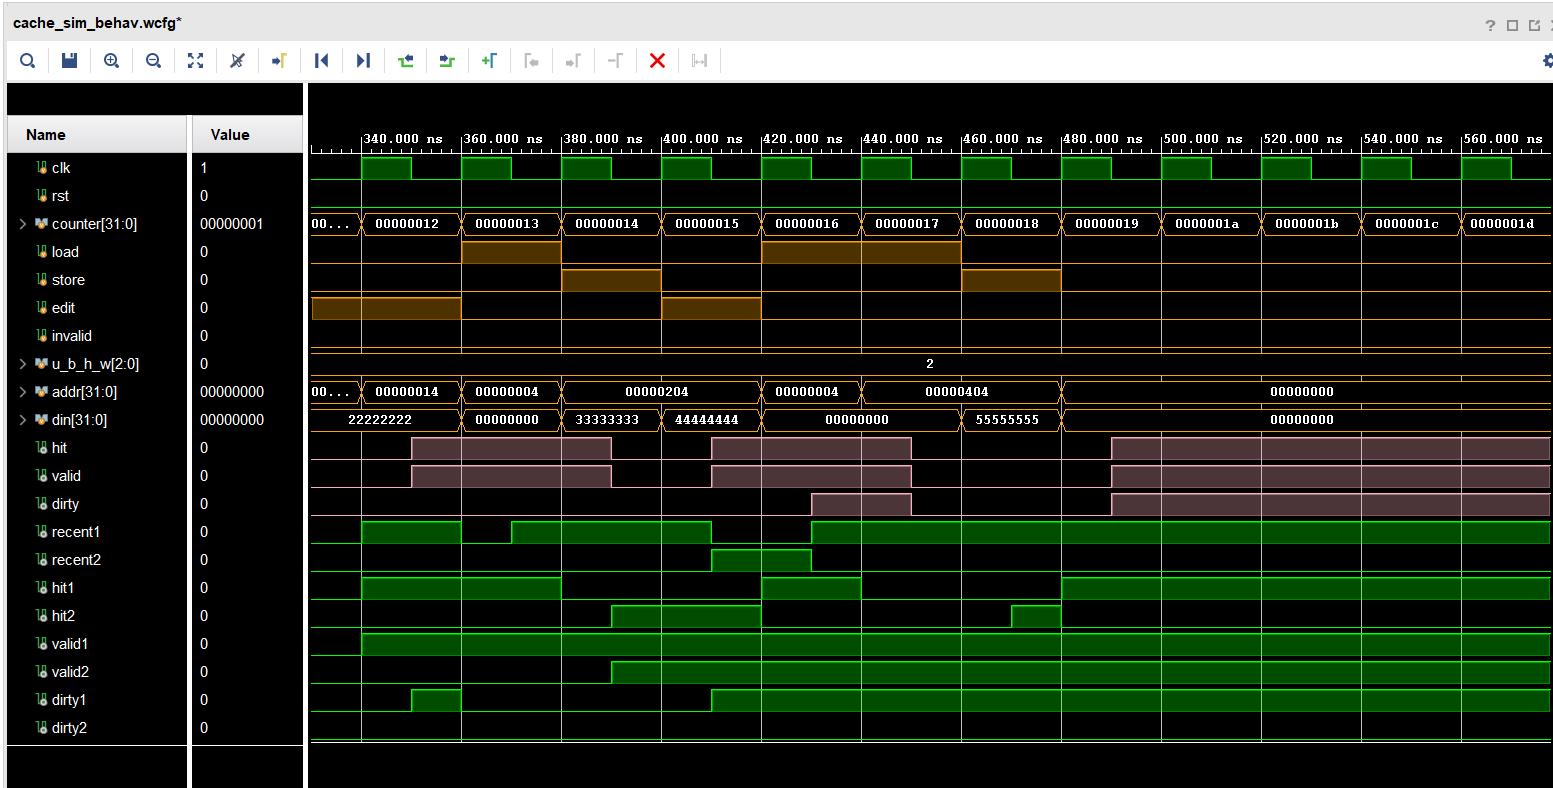 cache_sim_behav.wcfg*
?
Name Value
340.000 ns 360.000 ns 380.000 ns 400.000 ns 420.000 ns 440.000 ns 460.000 ns 480.000 ns 500.000 ns 520.000 ns 540.000 ns 560.000 ns
clk 1
rst 0
counter[31:0] 00000001 00... 00000012 00000013 00000014 00000015 00000016 00000017 00000018 00000019 0000001a 0000001b 0000001c 0000001d
load 0
store 0
edit 0
invalid 0
u_b_h_w[2:0] 0 2
addr[31:0] 00000000 00... 00000014 00000004 00000204 00000004 00000404 00000000
din[31:0] 00000000 22222222 00000000 33333333 44444444 00000000 55555555 00000000
hit 0
valid 0
dirty 0
recent1 0
recent2 0
hit1 0
hit2 0
valid1 0
valid2 0
dirty1 0
dirty2 0